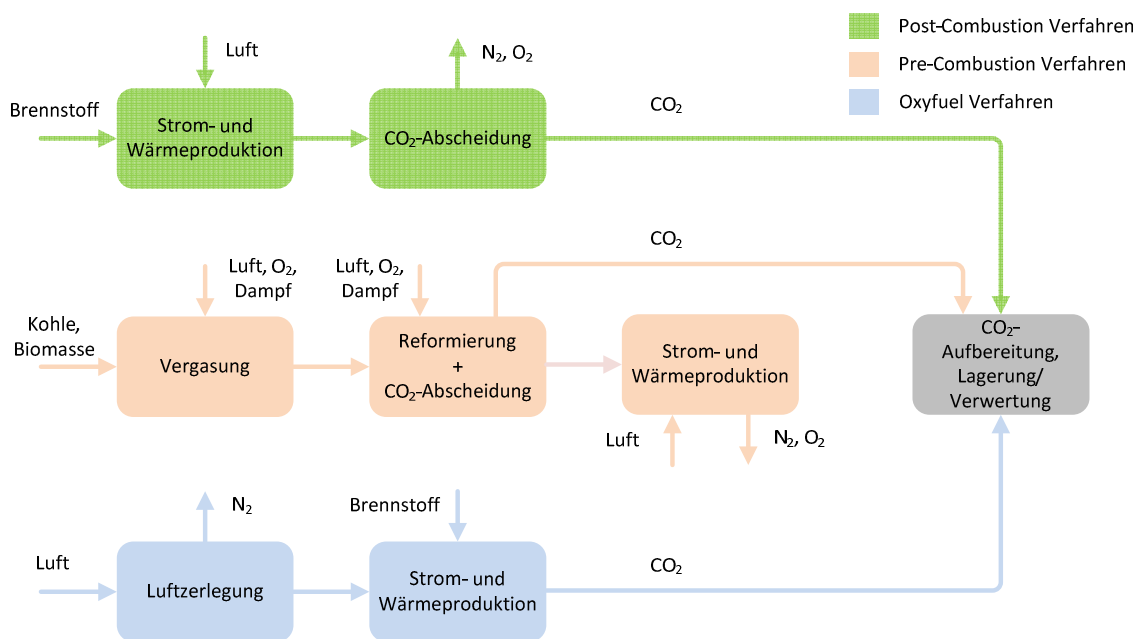 Post-Combustion Verfahren
Pre-Combustion Verfahren
Oxyfuel Verfahren
Luft
N₂, O₂
Brennstoff
Strom- und
Wärmeproduktion
CO₂-Abscheidung
CO₂
Luft, O₂,
Dampf
Luft, O₂,
Dampf
CO₂
Kohle,
Biomasse
Vergasung
Reformierung
+
CO₂-Abscheidung
Strom- und
Wärmeproduktion
CO₂-
Aufbereitung,
Lagerung/
Verwertung
Luft
N₂, O₂
N₂
Brennstoff
Luft
Luftzerlegung
Strom- und
Wärmeproduktion
CO₂